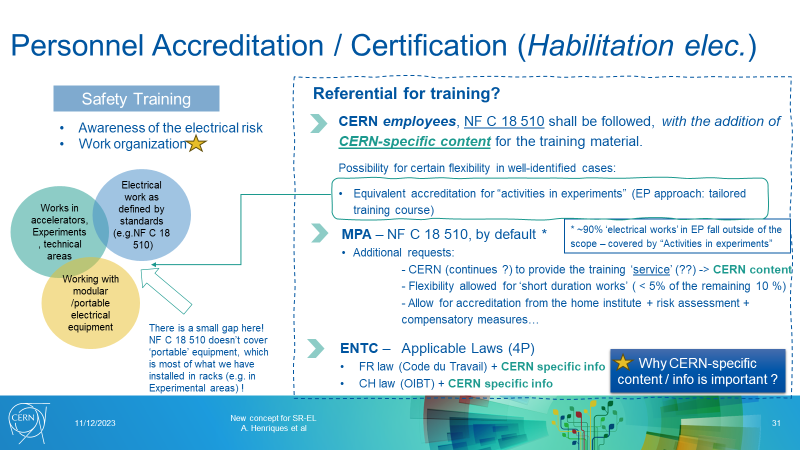 Personnel Accreditation / Certification (Habilitation elec.)
Safety Training
• Awareness of the electrical risk
• Work organization
Works in
accelerators,
Experiments
, technical
areas
Electrical
work as
defined by
standards
(e.g.NF C 18
510)
Working with
modular
/portable
electrical
equipment
There is a small gap here!
NF C 18 510 doesn't cover
'portable' equipment, which
is most of what we have
installed in racks (e.g. in
Experimental areas) !
Referential for training?
CERN employees, NF C 18 510 shall be followed, with the addition of
CERN-specific content for the training material.
Possibility for certain flexibility in well-identified cases:
• Equivalent accreditation for "activities in experiments" (EP approach: tailored
training course)
MPA – NF C 18 510, by default *
* ~90% 'electrical works' in EP fall outside of the
scope – covered by "Activities in experiments"
• Additional requests:
- CERN (continues ?) to provide the training 'service' (??) -> CERN content
- Flexibility allowed for 'short duration works' ( < 5% of the remaining 10 %)
- Allow for accreditation from the home institute + risk assessment +
compensatory measures…
ENTC – Applicable Laws (4P)
• FR law (Code du Travail) + CERN specific info
• CH law (OIBT) + CERN specific info
Why CERN-specific
content / info is important ?
CERN
11/12/2023
New concept for SR-EL
A. Henriques et al
31